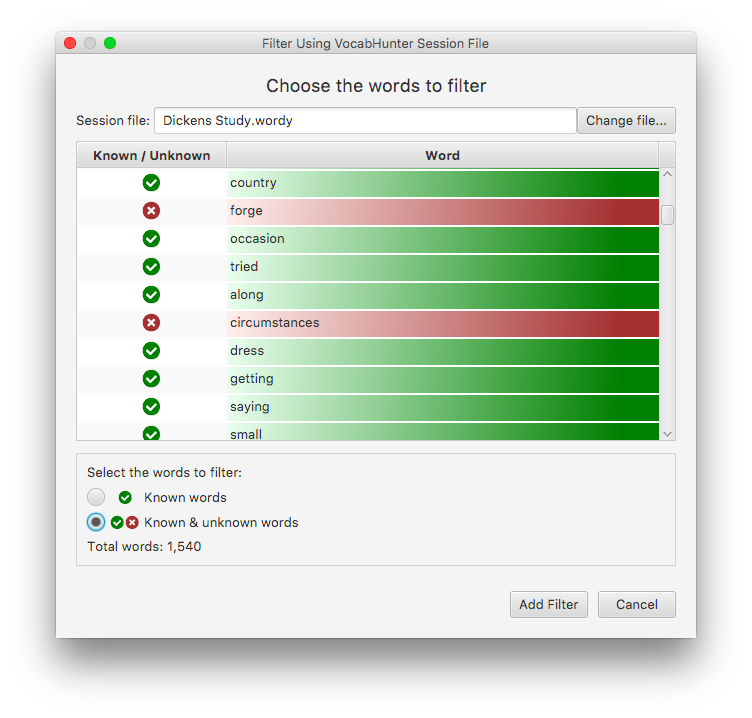 Filter Using VocabHunter Session File
Choose the words to filter
Session file: Dickens Study.wordy Change file...
Known / Unknown Word
country
forge
occasion
tried
along
circumstances
dress
getting
saying
small
Select the words to filter:
Known words
Known & unknown words
Total words: 1,540
Add Filter Cancel